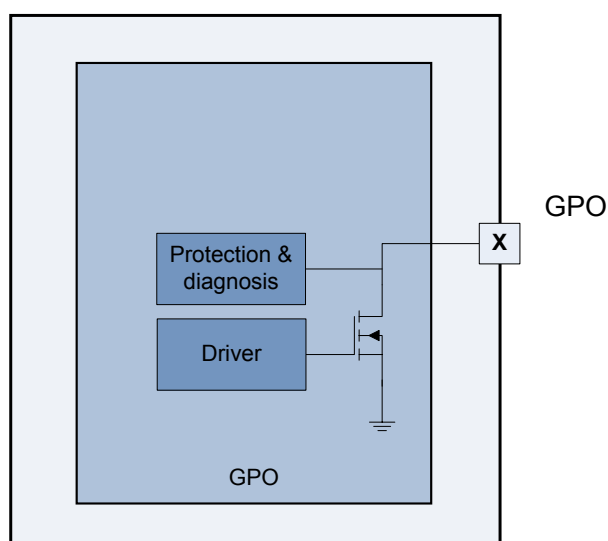 GPO
X
Protection &
diagnosis
Driver
GPO